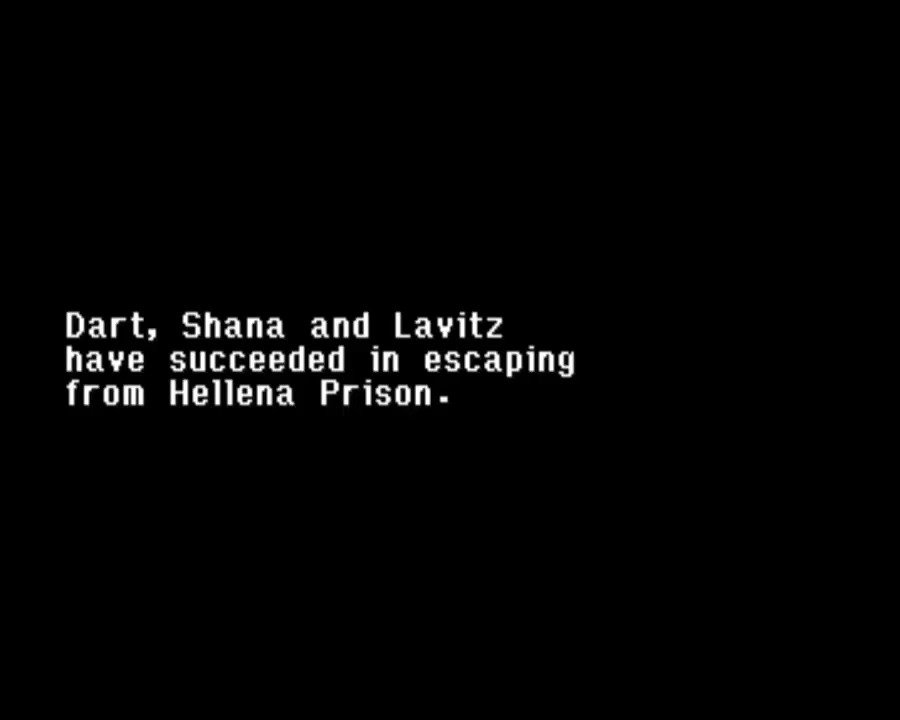 Dart, Shana and Lavitz
have succeeded in escaping
from Hellena Prison.